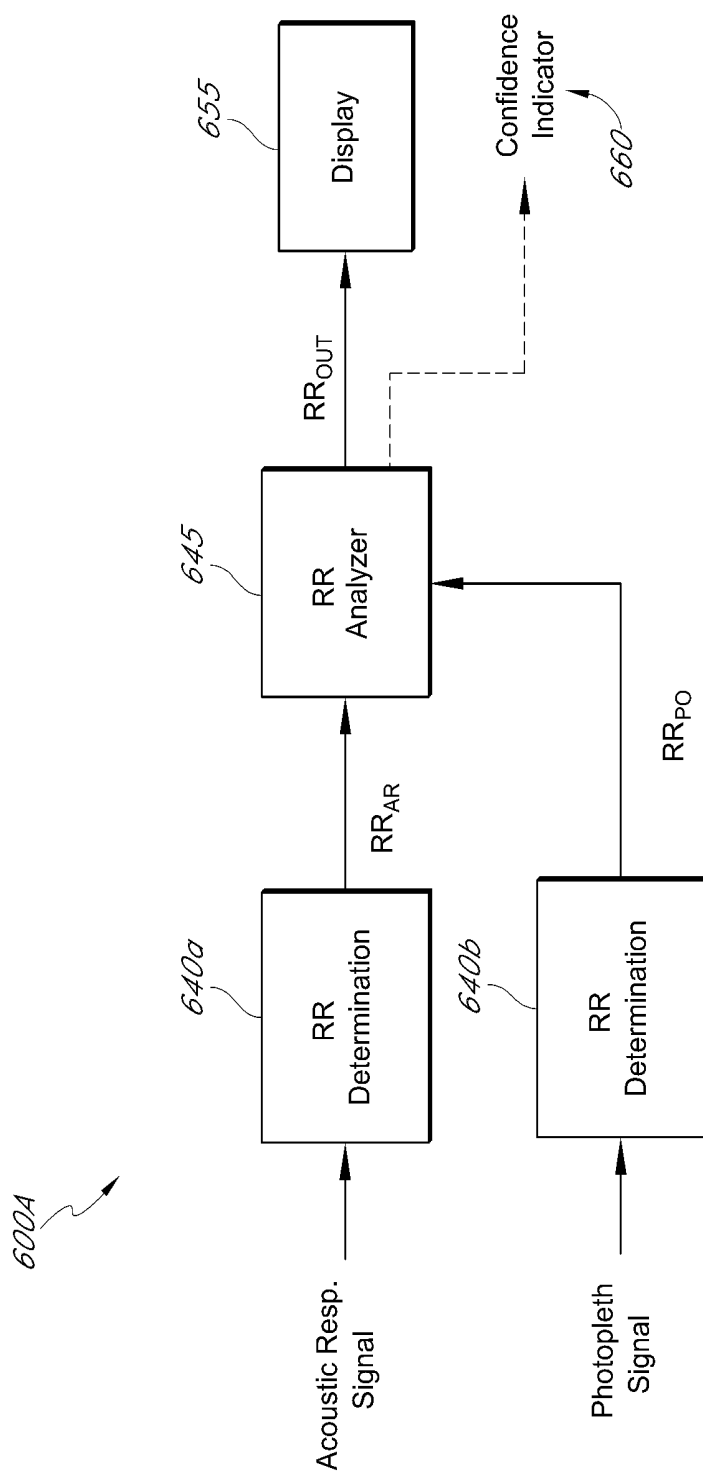 600A
Acoustic Resp.
Signal
640a
RR
Determination
RR_AR
645
RR
Analyzer
RR_OUT
655
Display
Photopleth
Signal
640b
RR
Determination
RR_PO
Confidence
Indicator
660